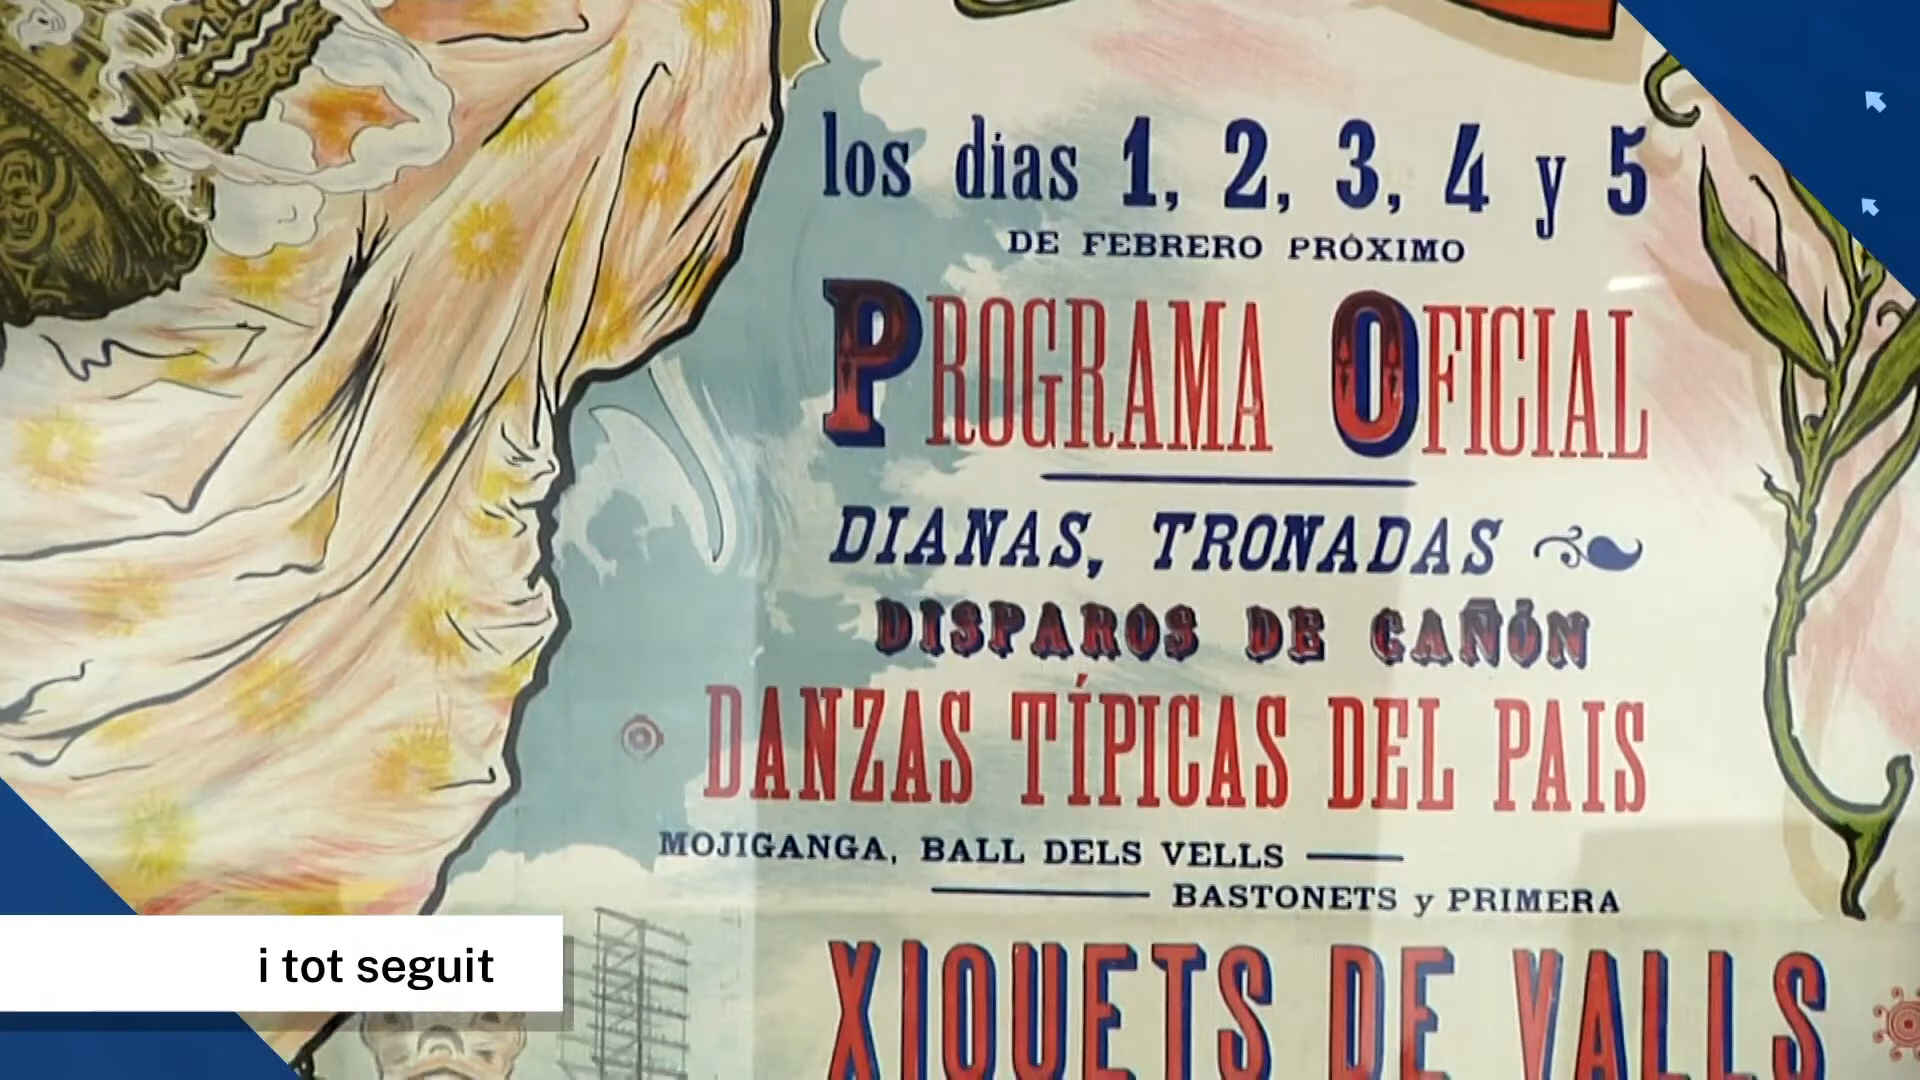 los dias 1, 2, 3, 4 y 5
DE FEBRERO PRÓXIMO
PROGRAMA OFICIAL
DIANAS, TRONADAS
DISPAROS DE CAÑÓN
DANZAS TÍPICAS DEL PAIS
MOJIGANGA, BALL DELS VELLS
BASTONETS y PRIMERA
XIQUETS DE VALLS
i tot seguit